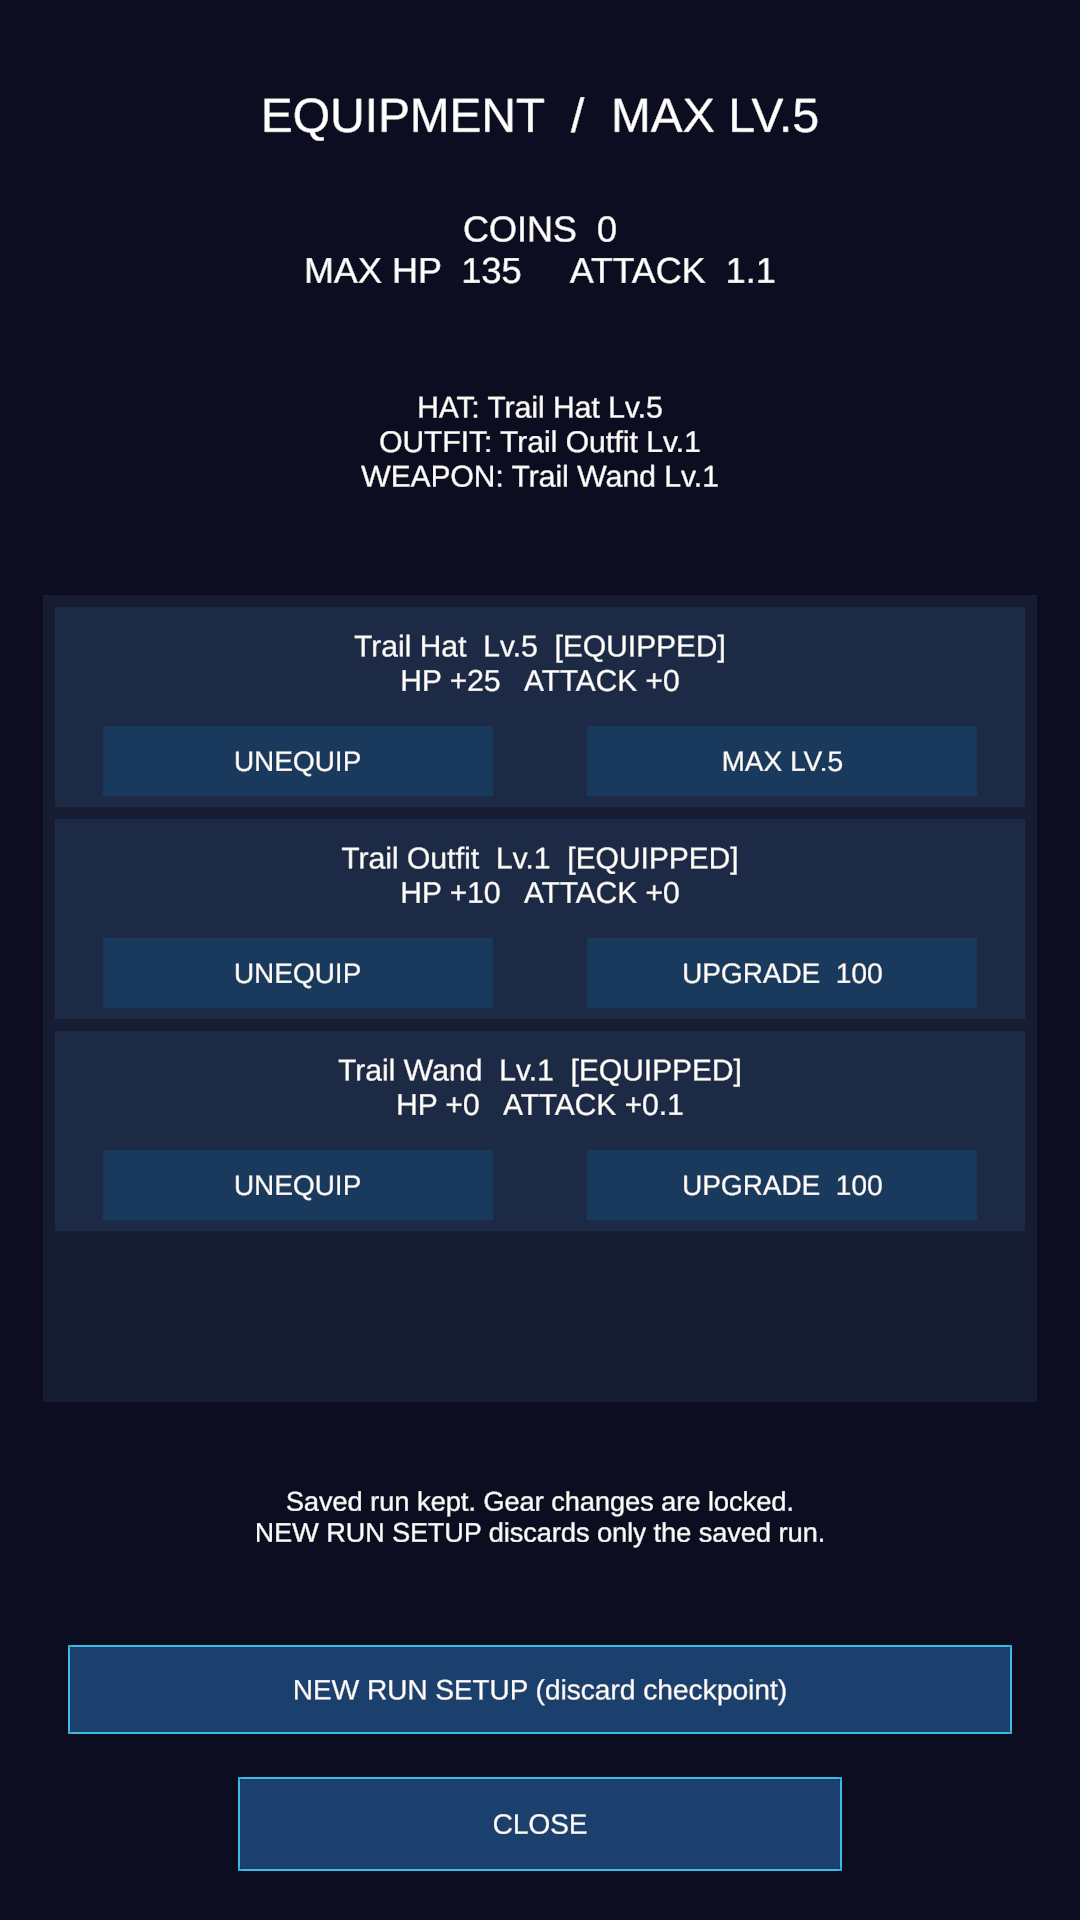 EQUIPMENT / MAX LV.5
COINS 0
MAX HP 135 ATTACK 1.1
HAT: Trail Hat Lv.5
OUTFIT: Trail Outfit Lv.1
WEAPON: Trail Wand Lv.1
Trail Hat Lv.5 [EQUIPPED]
HP +25 ATTACK +0
UNEQUIP MAX LV.5
Trail Outfit Lv.1 [EQUIPPED]
HP +10 ATTACK +0
UNEQUIP UPGRADE 100
Trail Wand Lv.1 [EQUIPPED]
HP +0 ATTACK +0.1
UNEQUIP UPGRADE 100
Saved run kept. Gear changes are locked.
NEW RUN SETUP discards only the saved run.
NEW RUN SETUP (discard checkpoint)
CLOSE